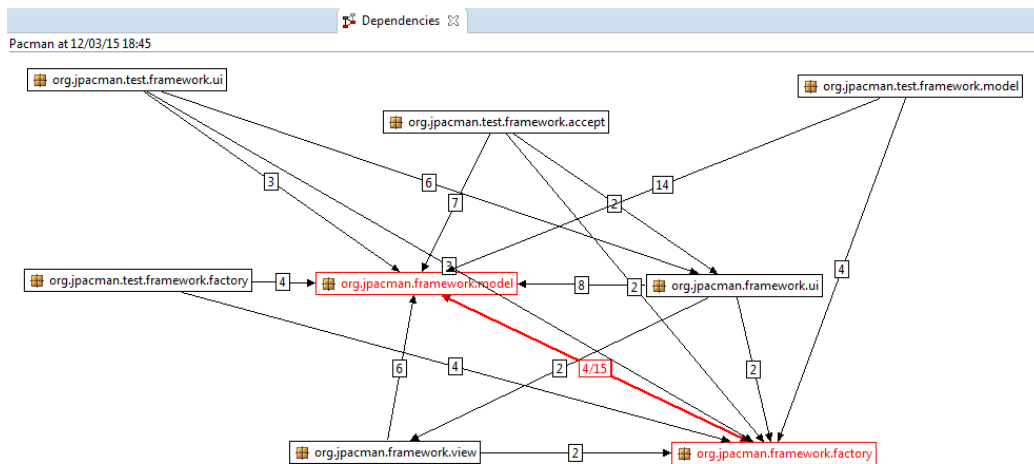 Dependencies
Pacman at 12/03/15 18:45
org.jpacman.test.framework.ui
org.jpacman.test.framework.model
org.jpacman.test.framework.accept
3
6
14
7
2
4
org.jpacman.test.framework.factory
4
org.jpacman.framework.model
8
2
org.jpacman.framework.ui
6
4
2
4/15
2
org.jpacman.framework.view
2
org.jpacman.framework.factory